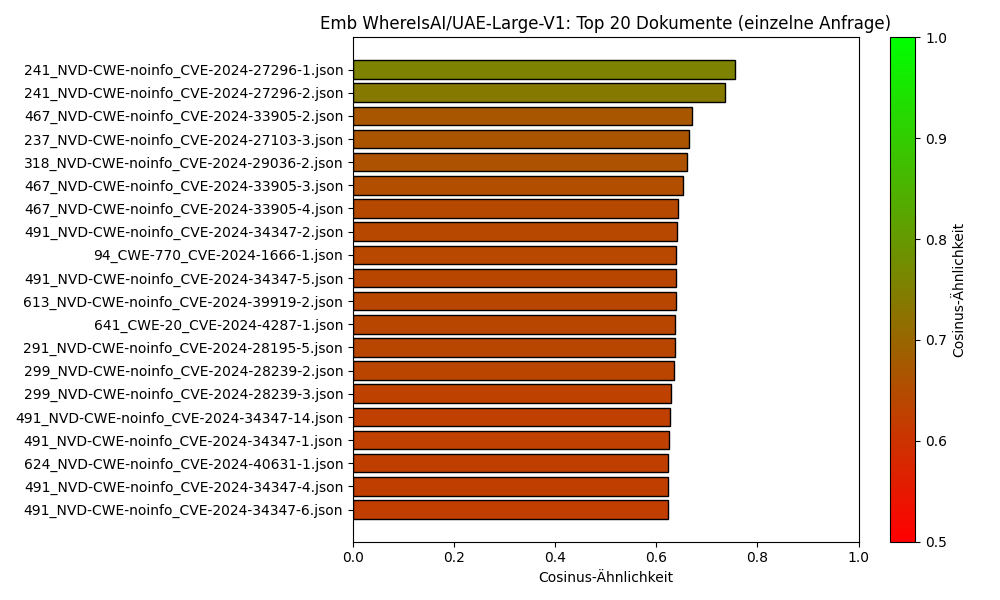 Emb WhereIsAI/UAE-Large-V1: Top 20 Dokumente (einzelne Anfrage)
241_NVD-CWE-noinfo_CVE-2024-27296-1.json
241_NVD-CWE-noinfo_CVE-2024-27296-2.json
467_NVD-CWE-noinfo_CVE-2024-33905-2.json
237_NVD-CWE-noinfo_CVE-2024-27103-3.json
318_NVD-CWE-noinfo_CVE-2024-29036-2.json
467_NVD-CWE-noinfo_CVE-2024-33905-3.json
467_NVD-CWE-noinfo_CVE-2024-33905-4.json
491_NVD-CWE-noinfo_CVE-2024-34347-2.json
94_CWE-770_CVE-2024-1666-1.json
491_NVD-CWE-noinfo_CVE-2024-34347-5.json
613_NVD-CWE-noinfo_CVE-2024-39919-2.json
641_CWE-20_CVE-2024-4287-1.json
291_NVD-CWE-noinfo_CVE-2024-28195-5.json
299_NVD-CWE-noinfo_CVE-2024-28239-2.json
299_NVD-CWE-noinfo_CVE-2024-28239-3.json
491_NVD-CWE-noinfo_CVE-2024-34347-14.json
491_NVD-CWE-noinfo_CVE-2024-34347-1.json
624_NVD-CWE-noinfo_CVE-2024-40631-1.json
491_NVD-CWE-noinfo_CVE-2024-34347-4.json
491_NVD-CWE-noinfo_CVE-2024-34347-6.json
0.0 0.2 0.4 0.6 0.8 1.0
Cosinus-Ähnlichkeit
1.0
0.9
0.8
0.7
0.6
0.5
Cosinus-Ähnlichkeit